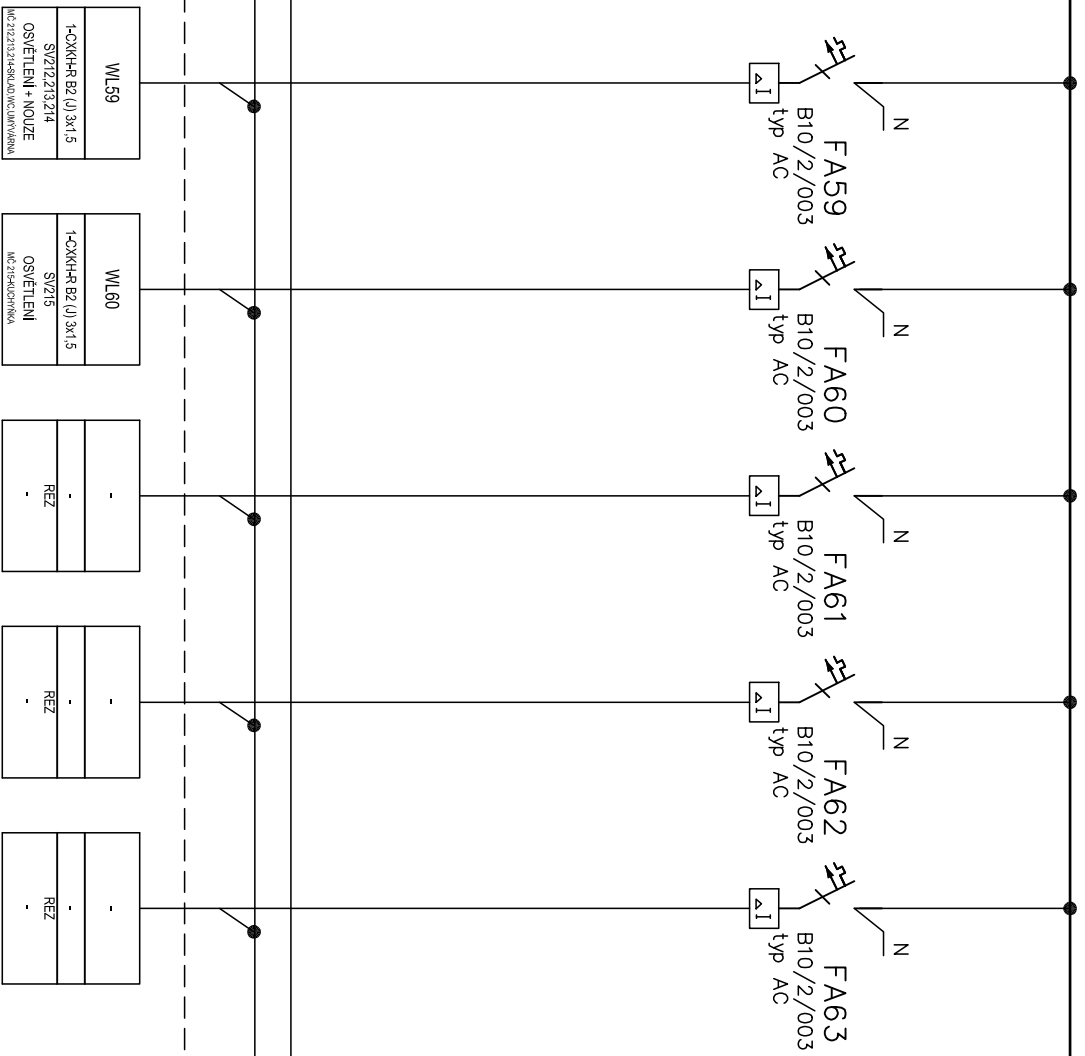 N
FA59
B10/2/003
typ AC
ΔI
N
FA60
B10/2/003
typ AC
ΔI
N
FA61
B10/2/003
typ AC
ΔI
N
FA62
B10/2/003
typ AC
ΔI
N
FA63
B10/2/003
typ AC
ΔI
WL59
1-CXKH-R B2 (J) 3x1,5
SV212,213,214
OSVĚTLENÍ + NOUZE
MČ 212,213,214-SKLAD,WC,UMÝVÁRNA
WL60
1-CXKH-R B2 (J) 3x1,5
SV215
OSVĚTLENÍ
MČ 215-KUCHYŇKA
-
-
REZ
-
-
-
REZ
-
-
-
REZ
-